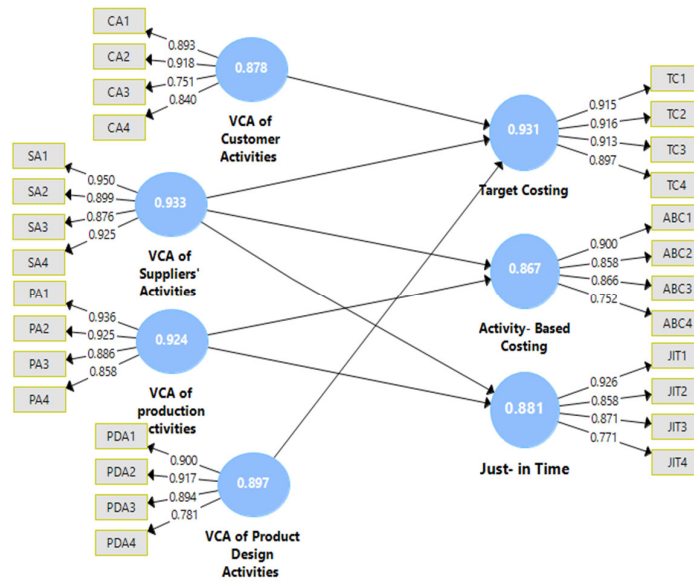 CA1
CA2
CA3
CA4
0.893
0.918
0.751
0.840
0.878
VCA of
Customer
Activities
SA1
SA2
SA3
SA4
0.950
0.899
0.876
0.925
0.933
VCA of
Suppliers'
Activities
PA1
PA2
PA3
PA4
0.936
0.925
0.886
0.858
0.924
VCA of
production
ctivities
PDA1
PDA2
PDA3
PDA4
0.900
0.917
0.894
0.781
0.897
VCA of Product
Design
Activities
0.931
Target Costing
0.915
0.916
0.913
0.897
TC1
TC2
TC3
TC4
0.867
Activity- Based
Costing
0.900
0.858
0.866
0.752
ABC1
ABC2
ABC3
ABC4
0.881
Just- in Time
0.926
0.858
0.871
0.771
JIT1
JIT2
JIT3
JIT4